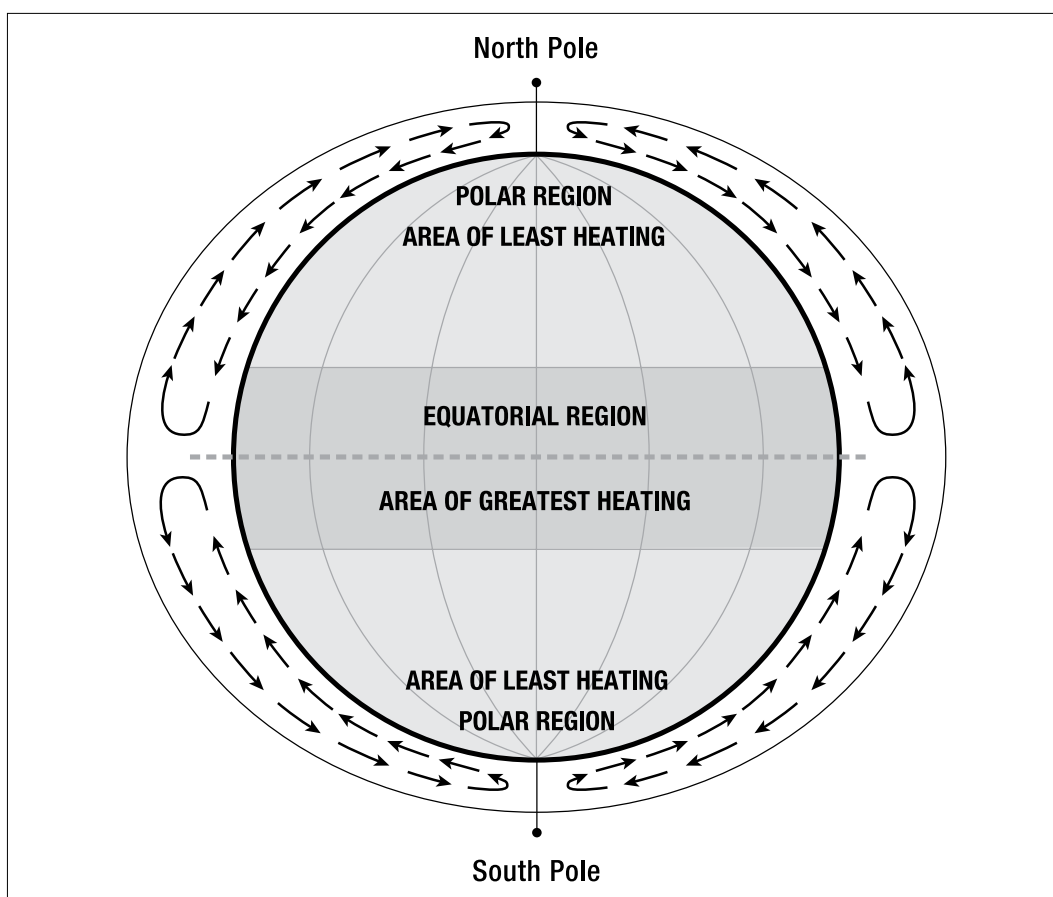 North Pole
POLAR REGION
AREA OF LEAST HEATING
EQUATORIAL REGION
AREA OF GREATEST HEATING
AREA OF LEAST HEATING
POLAR REGION
South Pole